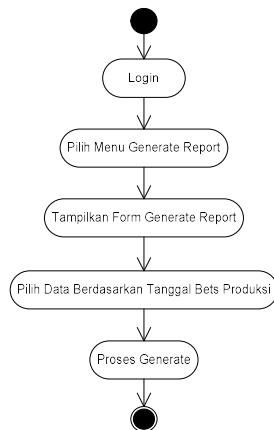 Login
Pilih Menu Generate Report
Tampilkan Form Generate Report
Pilih Data Berdasarkan Tanggal Bets Produksi
Proses Generate